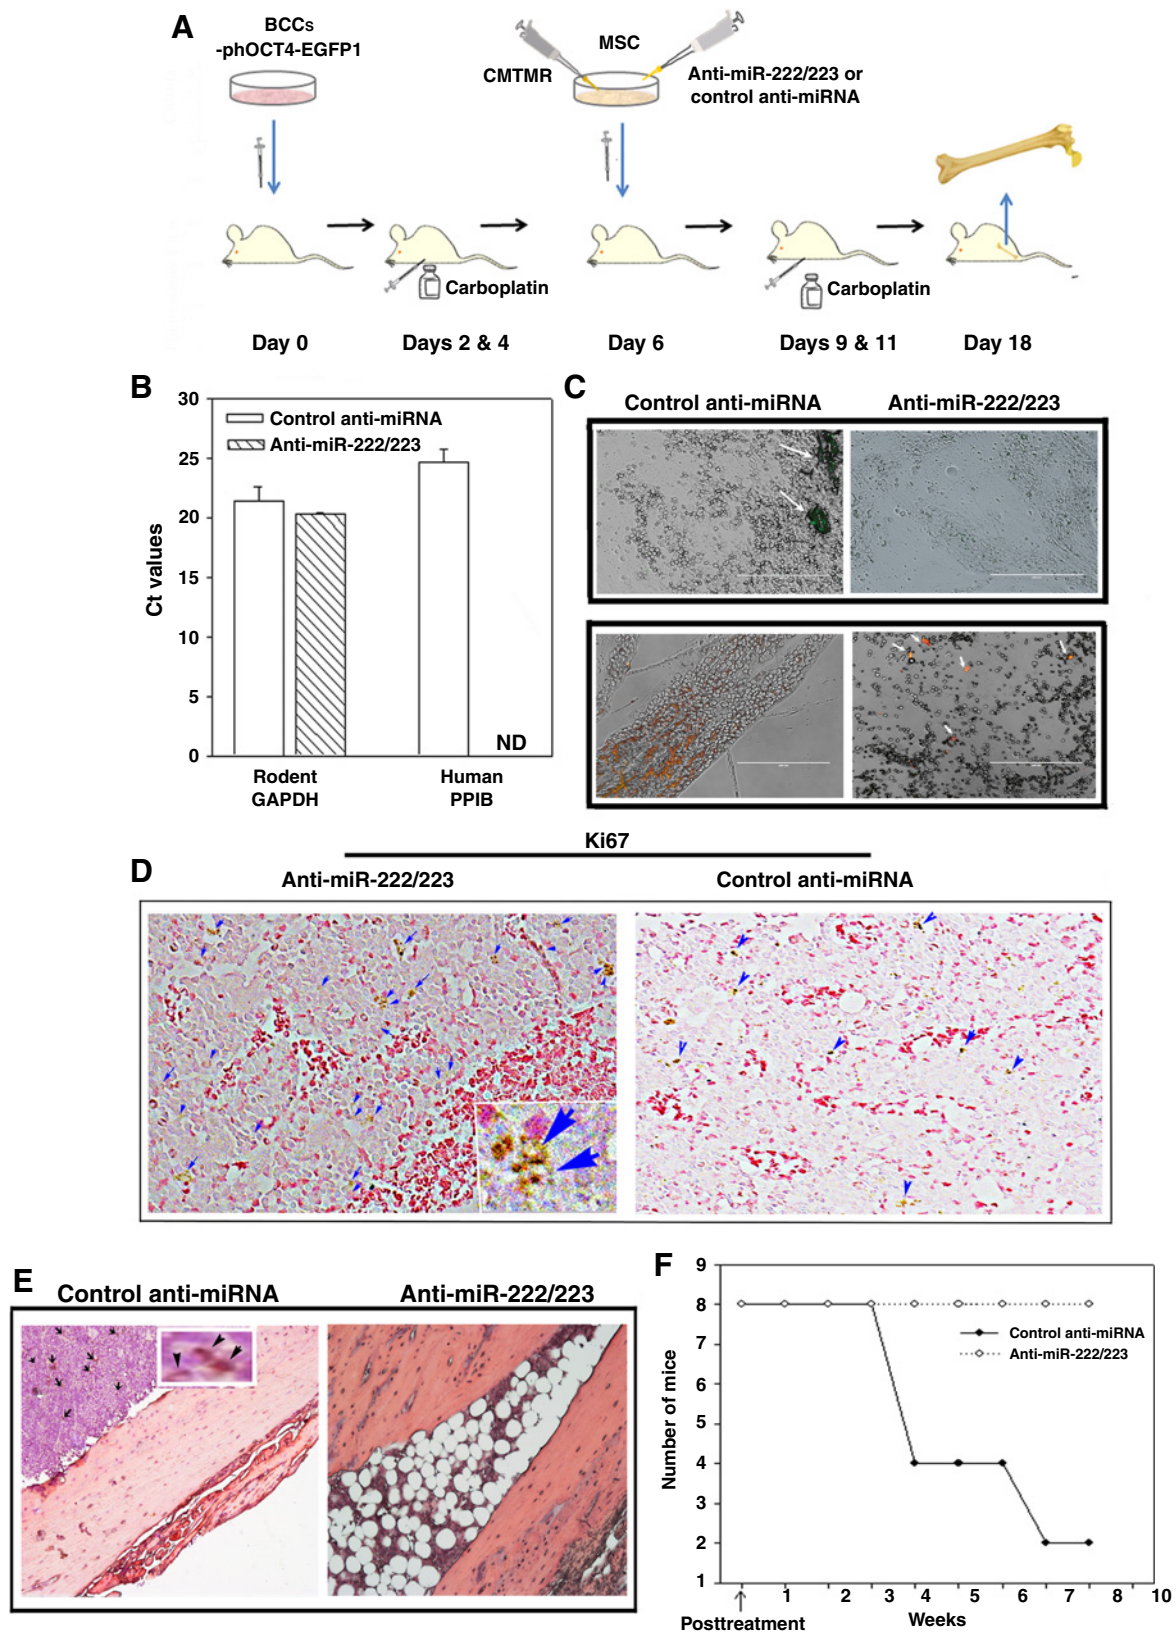 A
BCCs
-phOCT4-EGFP1
MSC
CMTMR
Anti-miR-222/223 or
control anti-miRNA
Carboplatin
Carboplatin
Day 0
Days 2 & 4
Day 6
Days 9 & 11
Day 18
B
30
25
20
15
10
5
0
Ct values
Control anti-miRNA
Anti-miR-222/223
ND
Rodent
GAPDH
Human
PPIB
C
Control anti-miRNA
Anti-miR-222/223
Ki67
D
Anti-miR-222/223
Control anti-miRNA
E
Control anti-miRNA
Anti-miR-222/223
F
9
8
7
6
5
4
3
2
1
Number of mice
Control anti-miRNA
Anti-miR-222/223
1 2 3 4 5 6 7 8 9 10
Posttreatment
Weeks